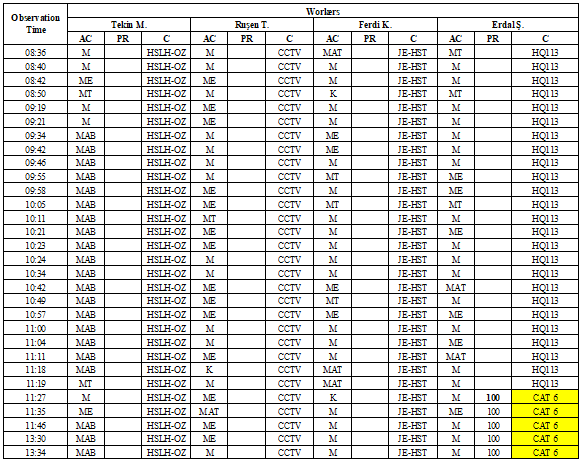 Observation Time Workers
Tekin M. Ruşen T. Ferdi K. Erdal Ş.
AC PR C AC PR C AC PR C AC PR C
08:36 M HSLH-OZ M CCTV MAT JE-HST MT HQ113
08:40 M HSLH-OZ M CCTV M JE-HST M HQ113
08:42 ME HSLH-OZ ME CCTV M JE-HST M HQ113
08:50 MT HSLH-OZ M CCTV K JE-HST MT HQ113
09:19 M HSLH-OZ ME CCTV M JE-HST M HQ113
09:21 M HSLH-OZ ME CCTV M JE-HST M HQ113
09:34 MAB HSLH-OZ M CCTV ME JE-HST M HQ113
09:42 MAB HSLH-OZ ME CCTV ME JE-HST M HQ113
09:46 MAB HSLH-OZ M CCTV M JE-HST M HQ113
09:55 MAB HSLH-OZ M CCTV MT JE-HST ME HQ113
09:58 MAB HSLH-OZ ME CCTV M JE-HST ME HQ113
10:05 MAB HSLH-OZ ME CCTV MT JE-HST MT HQ113
10:11 MAB HSLH-OZ MT CCTV M JE-HST M HQ113
10:21 MAB HSLH-OZ ME CCTV M JE-HST ME HQ113
10:23 MAB HSLH-OZ ME CCTV M JE-HST M HQ113
10:24 MAB HSLH-OZ M CCTV M JE-HST M HQ113
10:34 MAB HSLH-OZ M CCTV M JE-HST M HQ113
10:42 MAB HSLH-OZ ME CCTV ME JE-HST MAT HQ113
10:49 MAB HSLH-OZ ME CCTV MT JE-HST M HQ113
10:57 MAB HSLH-OZ ME CCTV ME JE-HST ME HQ113
11:00 MAB HSLH-OZ M CCTV M JE-HST M HQ113
11:04 MAB HSLH-OZ M CCTV M JE-HST ME HQ113
11:11 MAB HSLH-OZ ME CCTV M JE-HST MAT HQ113
11:18 MAB HSLH-OZ K CCTV MAT JE-HST M HQ113
11:19 MT HSLH-OZ M CCTV MAT JE-HST M HQ113
11:27 M HSLH-OZ ME CCTV K JE-HST M 100 CAT 6
11:35 ME HSLH-OZ MAT CCTV M JE-HST ME 100 CAT 6
11:46 MAB HSLH-OZ ME CCTV M JE-HST M 100 CAT 6
13:30 MAB HSLH-OZ ME CCTV M JE-HST M 100 CAT 6
13:34 MAB HSLH-OZ M CCTV M JE-HST M 100 CAT 6